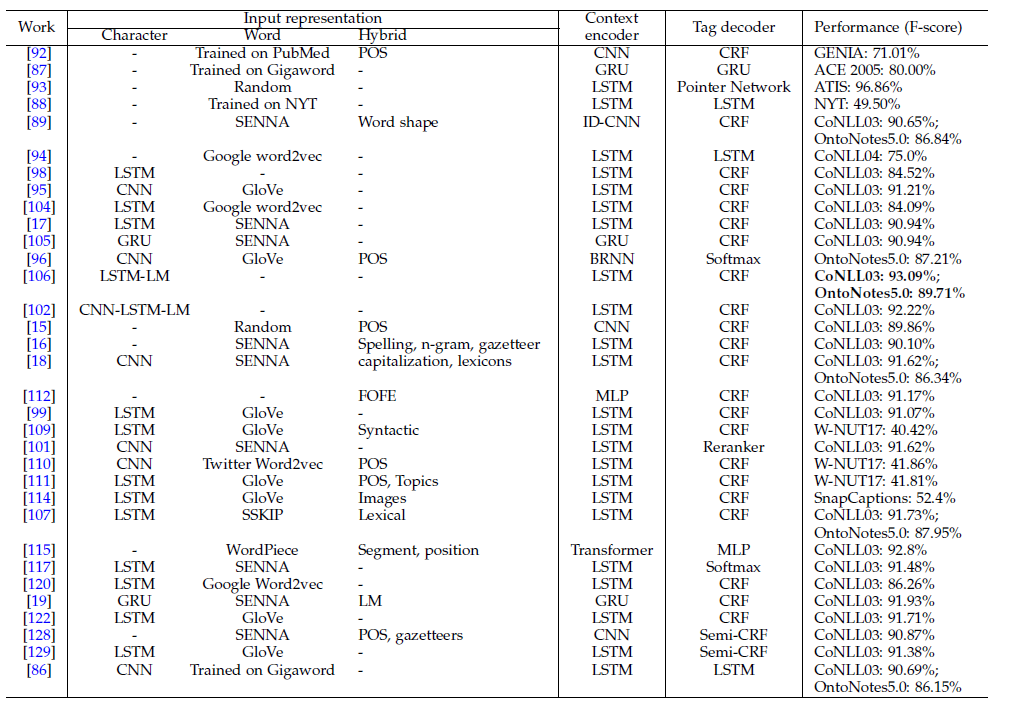 Work Input representation Context encoder Tag decoder Performance (F-score)
Character Word Hybrid
[92] - Trained on PubMed POS CNN CRF GENIA: 71.01%
[87] - Trained on Gigaword - GRU GRU ACE 2005: 80.00%
[93] - Random - LSTM Pointer Network ATIS: 96.86%
[88] - Trained on NYT - LSTM LSTM NYT: 49.50%
[89] - SENNA Word shape ID-CNN CRF CoNLL03: 90.65%;
OntoNotes5.0: 86.84%
[94] - Google word2vec - LSTM LSTM CoNLL04: 75.0%
[98] LSTM - - LSTM CRF CoNLL03: 84.52%
[95] CNN GloVe - LSTM CRF CoNLL03: 91.21%
[104] LSTM Google word2vec - LSTM CRF CoNLL03: 84.09%
[17] LSTM SENNA - LSTM CRF CoNLL03: 90.94%
[105] GRU SENNA - GRU CRF CoNLL03: 90.94%
[96] CNN GloVe POS BRNN Softmax OntoNotes5.0: 87.21%
[106] LSTM-LM - - LSTM CRF CoNLL03: 93.09%;
OntoNotes5.0: 89.71%
[102] CNN-LSTM-LM - - LSTM CRF CoNLL03: 92.22%
[15] - Random POS CNN CRF CoNLL03: 89.86%
[16] - SENNA Spelling, n-gram, gazetteer LSTM CRF CoNLL03: 90.10%
[18] CNN SENNA capitalization, lexicons LSTM CRF CoNLL03: 91.62%;
OntoNotes5.0: 86.34%
[112] - - FOFE MLP CRF CoNLL03: 91.17%
[99] LSTM GloVe - LSTM CRF CoNLL03: 91.07%
[109] LSTM GloVe Syntactic LSTM CRF W-NUT17: 40.42%
[101] CNN SENNA - LSTM Reranker CoNLL03: 91.62%
[110] CNN Twitter Word2vec POS LSTM CRF W-NUT17: 41.86%
[111] LSTM GloVe POS, Topics LSTM CRF W-NUT17: 41.81%
[114] LSTM GloVe Images LSTM CRF SnapCaptions: 52.4%
[107] LSTM SSKIP Lexical LSTM CRF CoNLL03: 91.73%;
OntoNotes5.0: 87.95%
[115] - WordPiece Segment, position Transformer MLP CoNLL03: 92.8%
[117] LSTM SENNA - LSTM Softmax CoNLL03: 91.48%
[120] LSTM Google Word2vec - LSTM CRF CoNLL03: 86.26%
[19] GRU SENNA LM GRU CRF CoNLL03: 91.93%
[122] LSTM GloVe - LSTM CRF CoNLL03: 91.71%
[128] - SENNA POS, gazetteers CNN Semi-CRF CoNLL03: 90.87%
[129] LSTM GloVe - LSTM Semi-CRF CoNLL03: 91.38%
[86] CNN Trained on Gigaword - LSTM LSTM CoNLL03: 90.69%;
OntoNotes5.0: 86.15%